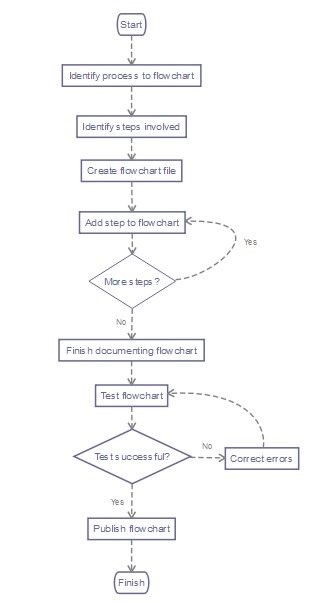 Start
Identify process to flowchart
Identify steps involved
Create flowchart file
Add step to flowchart
Yes
More steps?
No
Finish documenting flowchart
Test flowchart
Test successful?
No
Correct errors
Yes
Publish flowchart
Finish